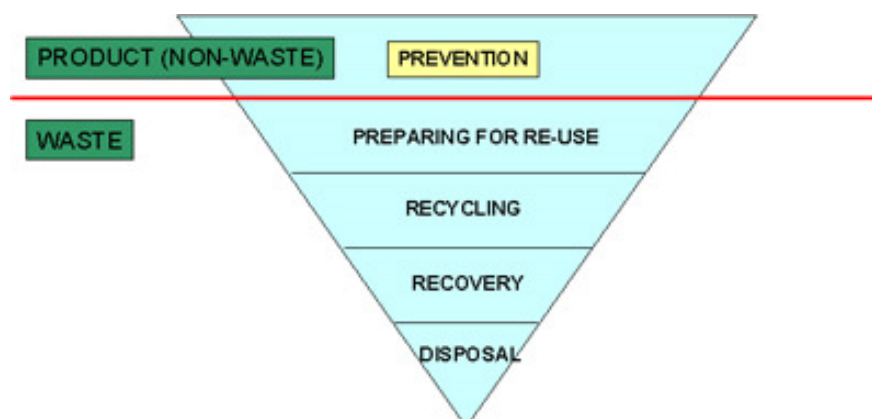 PRODUCT (NON-WASTE)
PREVENTION
WASTE
PREPARING FOR RE-USE
RECYCLING
RECOVERY
DISPOSAL